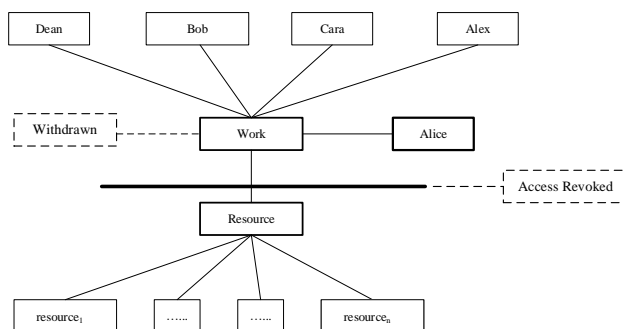 Dean
Bob
Cara
Alex
Withdrawn
Work
Alice
Access Revoked
Resource
resource₁
…...
…...
resourceₙ